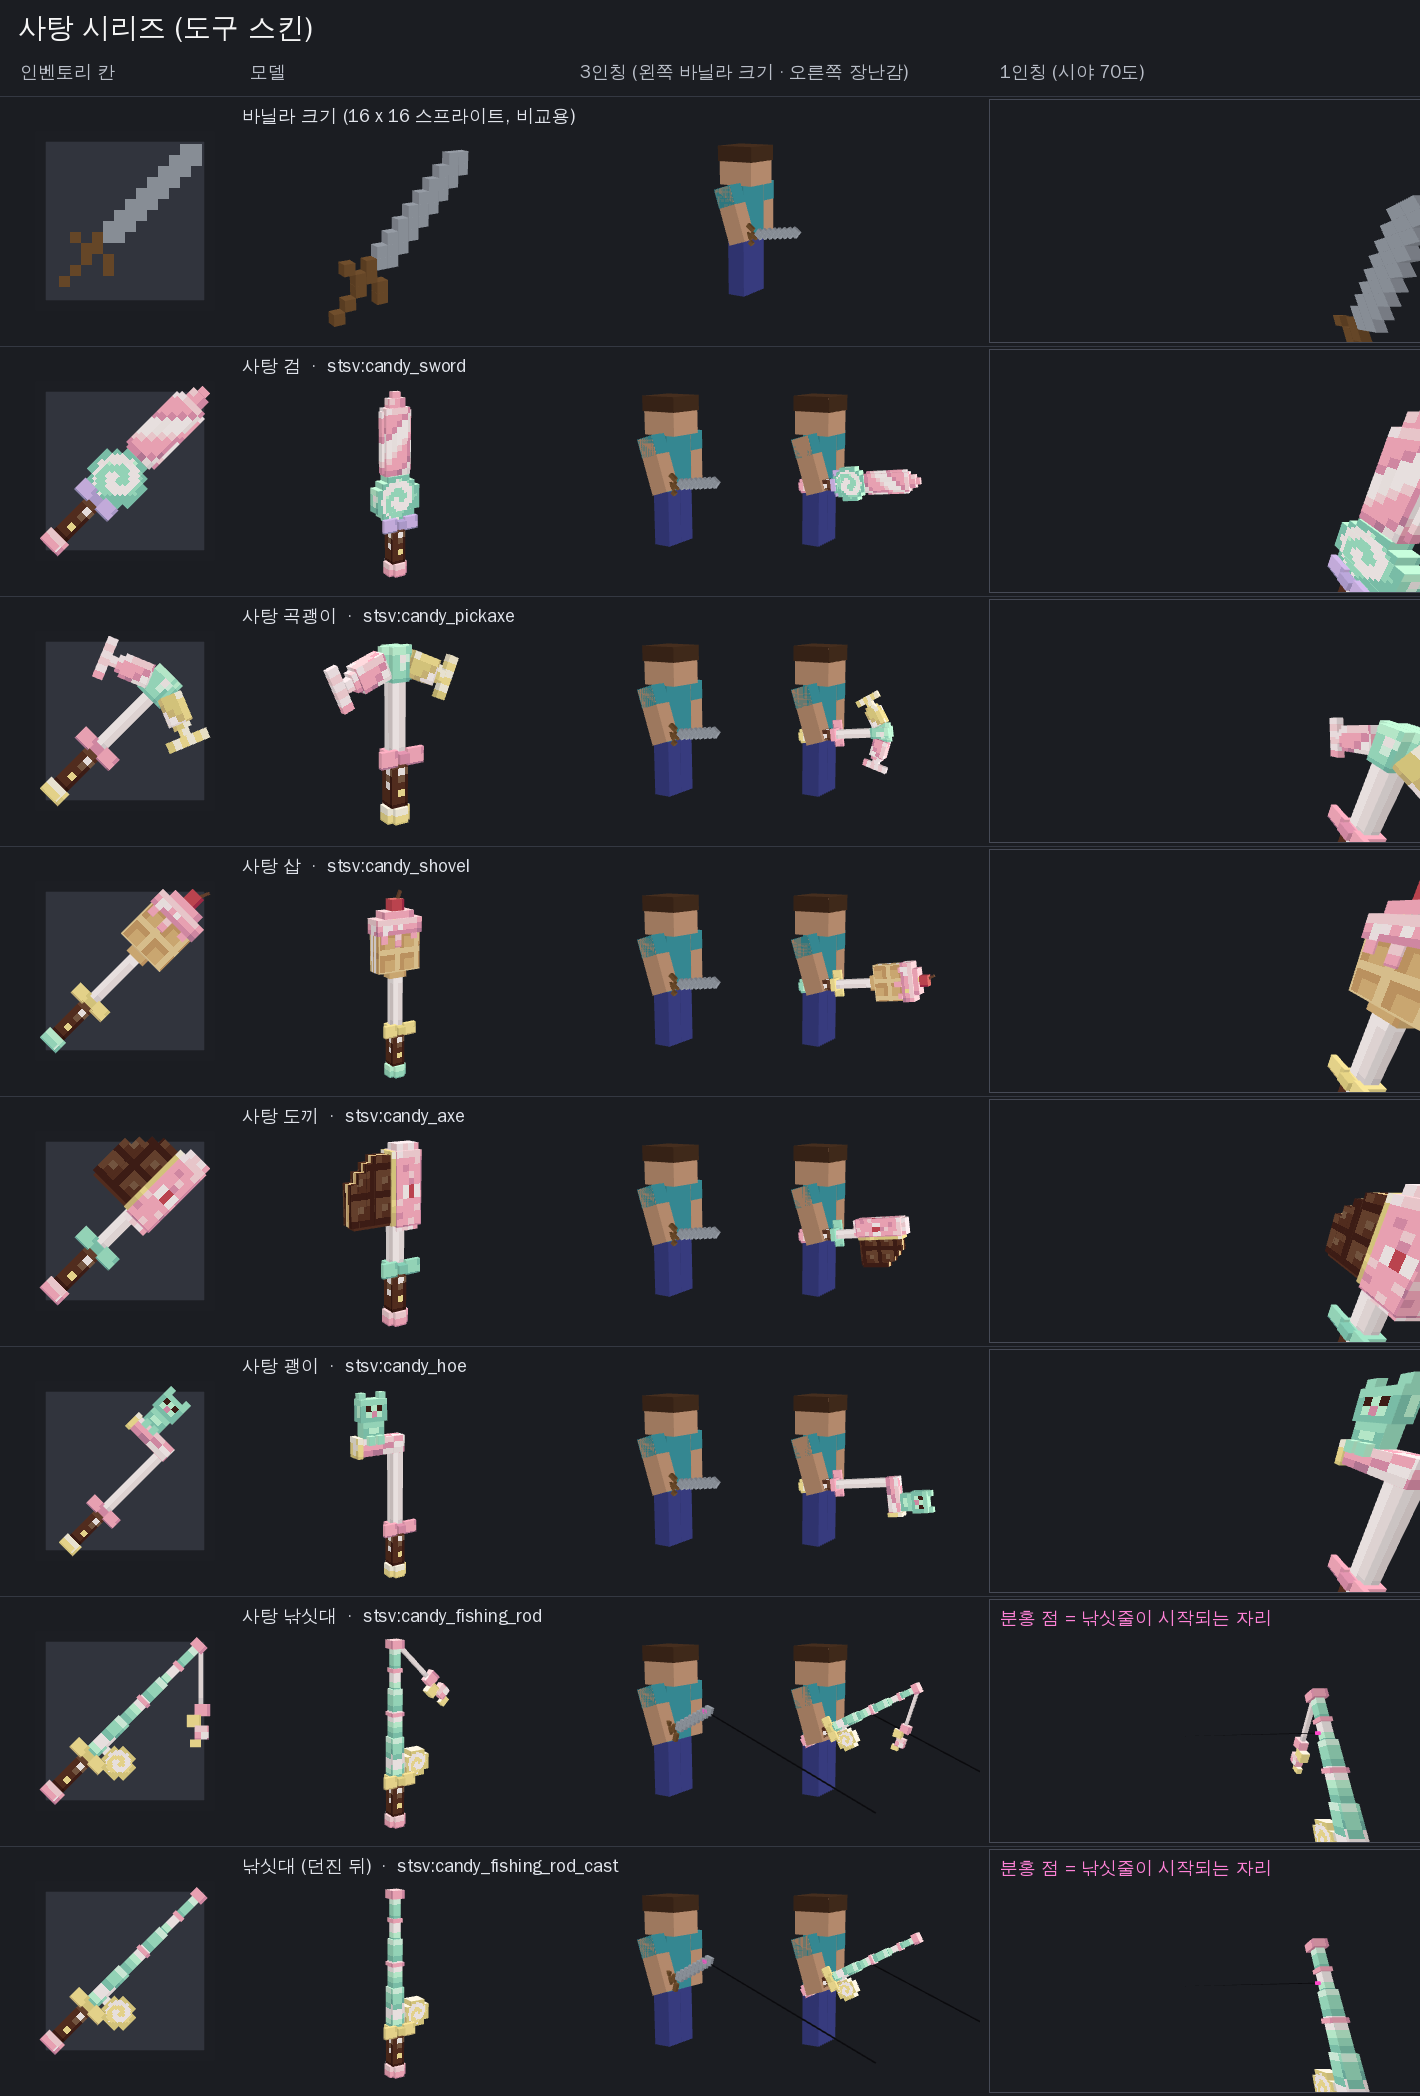 사탕 시리즈 (도구 스킨)
인벤토리 칸
모델
3인칭 (왼쪽 바닐라 크기 · 오른쪽 장난감)
1인칭 (시야 70도)
바닐라 크기 (16 x 16 스프라이트, 비교용)
사탕 검 · stsv:candy_sword
사탕 곡괭이 · stsv:candy_pickaxe
사탕 삽 · stsv:candy_shovel
사탕 도끼 · stsv:candy_axe
사탕 괭이 · stsv:candy_hoe
사탕 낚싯대 · stsv:candy_fishing_rod
분홍 점 = 낚싯줄이 시작되는 자리
낚싯대 (던진 뒤) · stsv:candy_fishing_rod_cast
분홍 점 = 낚싯줄이 시작되는 자리